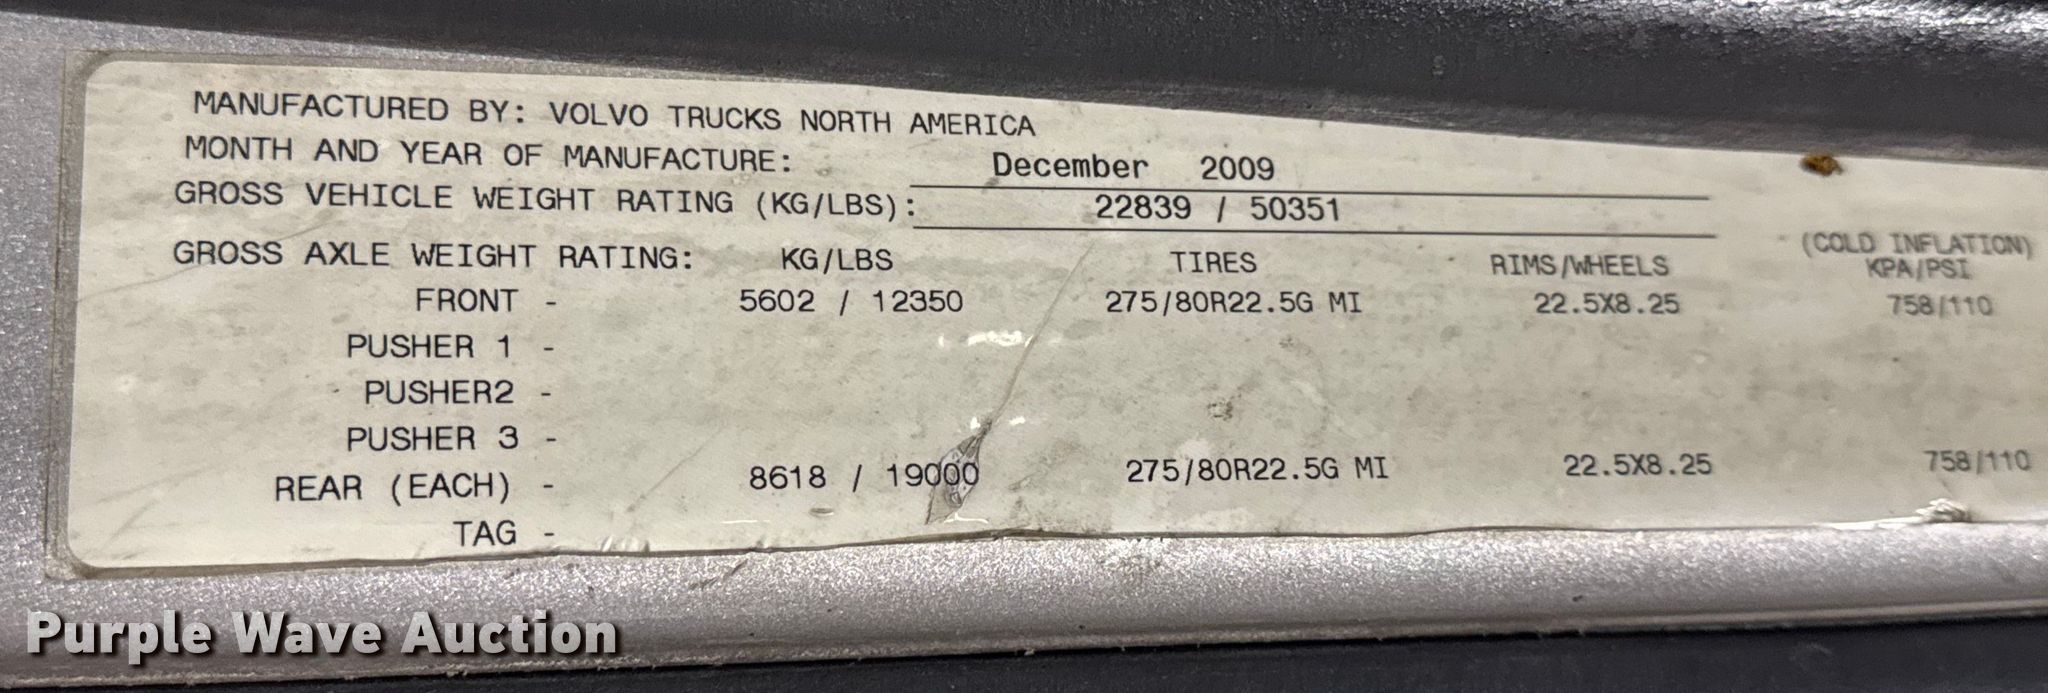 MANUFACTURED BY: VOLVO TRUCKS NORTH AMERICA
MONTH AND YEAR OF MANUFACTURE: December 2009
GROSS VEHICLE WEIGHT RATING (KG/LBS): 22839 / 50351
GROSS AXLE WEIGHT RATING: KG/LBS TIRES RIMS/WHEELS (COLD INFLATION) KPA/PSI
FRONT - 5602 / 12350 275/80R22.5G MI 22.5X8.25 758/110
PUSHER 1 -
PUSHER2 -
PUSHER 3 -
REAR (EACH) - 8618 / 19000 275/80R22.5G MI 22.5X8.25 758/110
TAG -
Purple Wave Auction